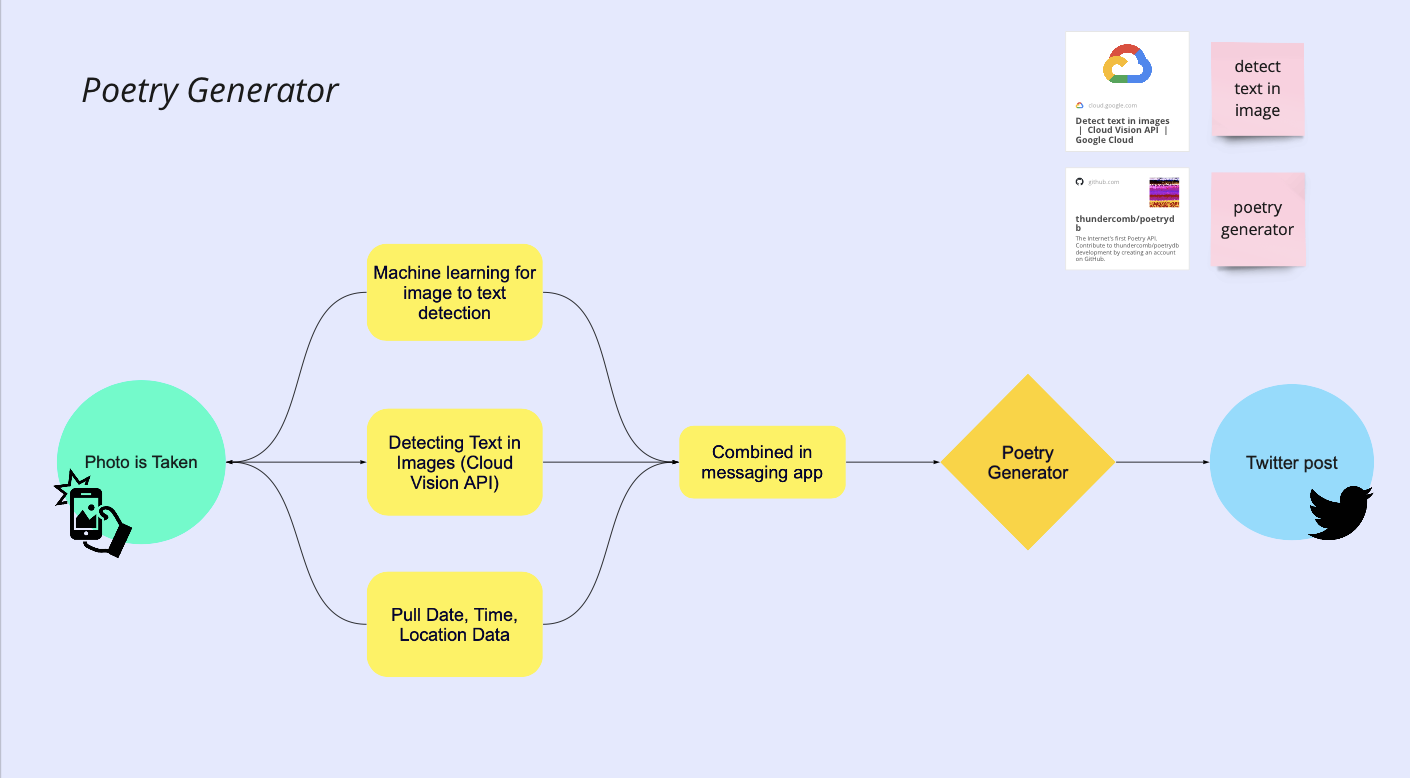 Poetry Generator
cloud.google.com
Detect text in images
| Cloud Vision API |
Google Cloud
detect
text in
image
github.com
thundercomb/poetryd
b
The Internet's first Poetry API.
Contribute to thundercomb/poetrydb
development by creating an account
on GitHub.
poetry
generator
Machine learning for
image to text
detection
Photo is Taken
Detecting Text in
Images (Cloud
Vision API)
Pull Date, Time,
Location Data
Combined in
messaging app
Poetry
Generator
Twitter post